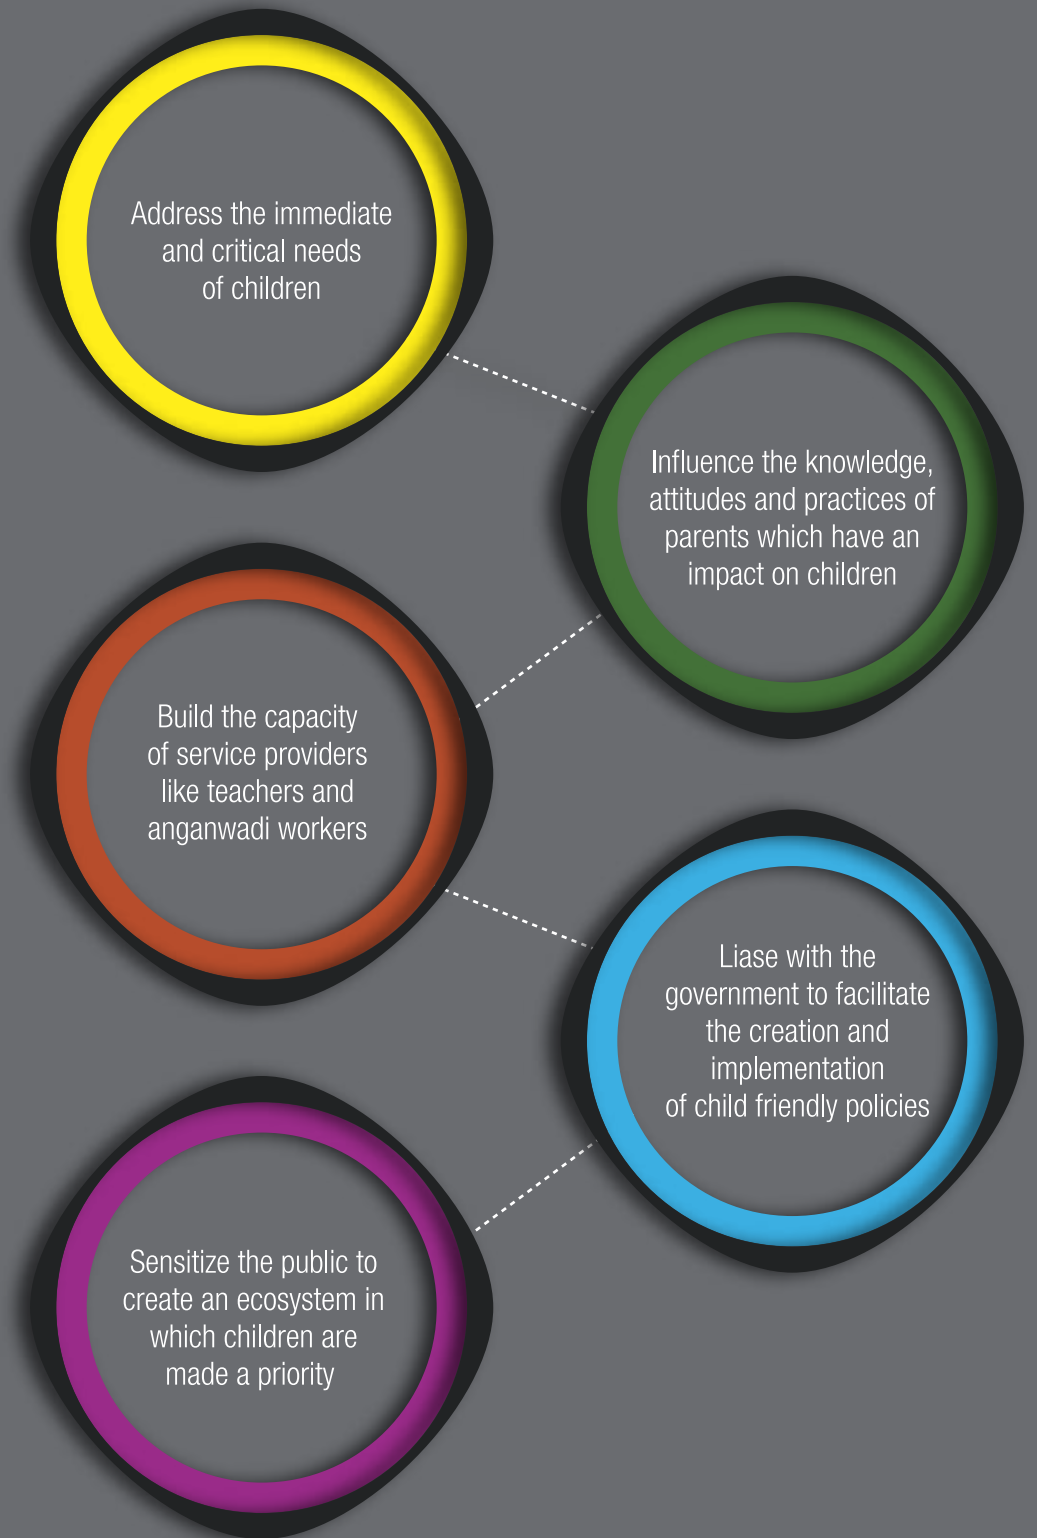 Address the immediate
and critical needs
of children
Influence the knowledge,
attitudes and practices of
parents which have an
impact on children
Build the capacity
of service providers
like teachers and
anganwadi workers
Liase with the
government to facilitate
the creation and
implementation
of child friendly policies
Sensitize the public to
create an ecosystem in
which children are
made a priority